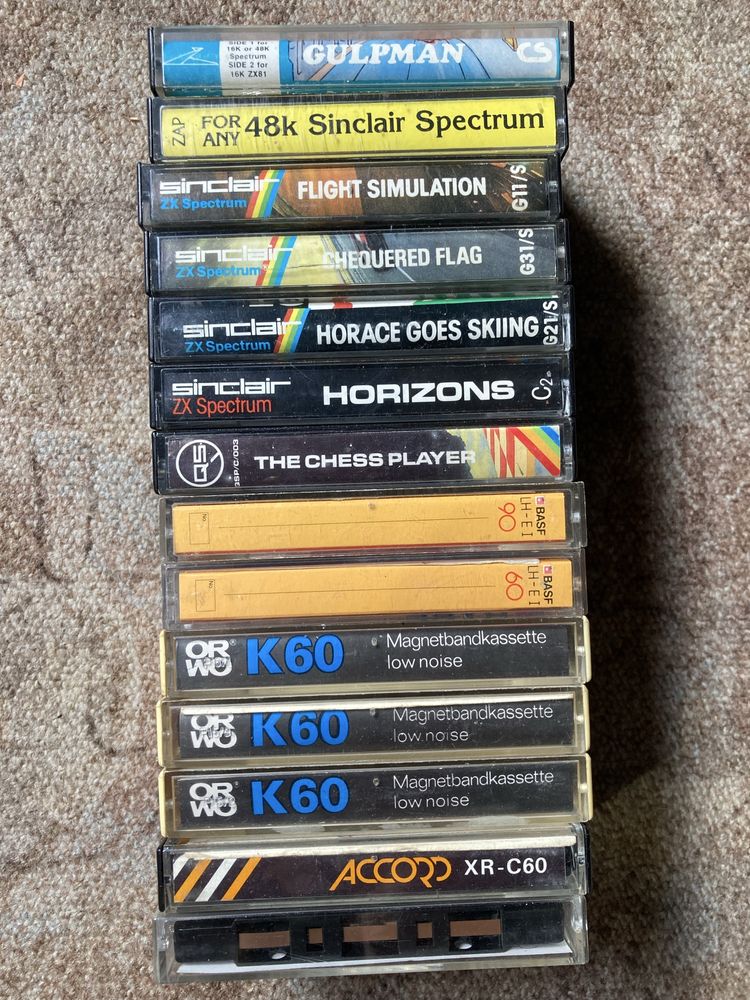 SIDE 1 for
16K or 48K
Spectrum
SIDE 2 for
16K ZX81
GULPMAN
CS
ZAP
FOR
ANY
48k Sinclair Spectrum
sinclair
ZX Spectrum
FLIGHT SIMULATION
G11/S
sinclair
ZX Spectrum
CHEQUERED FLAG
G31/S
sinclair
ZX Spectrum
HORACE GOES SKIING
G21/S
sinclair
ZX Spectrum
HORIZONS
C2
QS
THE CHESS PLAYER
No
90
BASF
LH-E I
No
60
BASF
LH-E I
ORWO
K60
Magnetbandkassette
low noise
ORWO
K60
Magnetbandkassette
low noise
ORWO
K60
Magnetbandkassette
low noise
ACCORD XR-C60